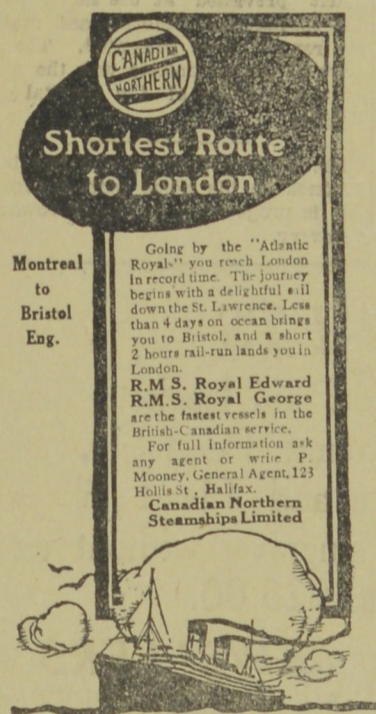 CANADIAN
NORTHERN
Shortest Route
to London
Montreal
to
Bristol
Eng.
Going by the "Atlantic
Royals" you reach London
in record time. The journey
begins with a delightful sail
down the St. Lawrence. Less
than 4 days on ocean brings
you to Bristol, and a short
2 hours rail-run lands you in
London.
R.M S. Royal Edward
R.M.S. Royal George
are the fastest vessels in the
British-Canadian service.
For full information ask
any agent or write P.
Mooney, General Agent, 123
Hollis St , Halifax.
Canadian Northern
Steamships Limited